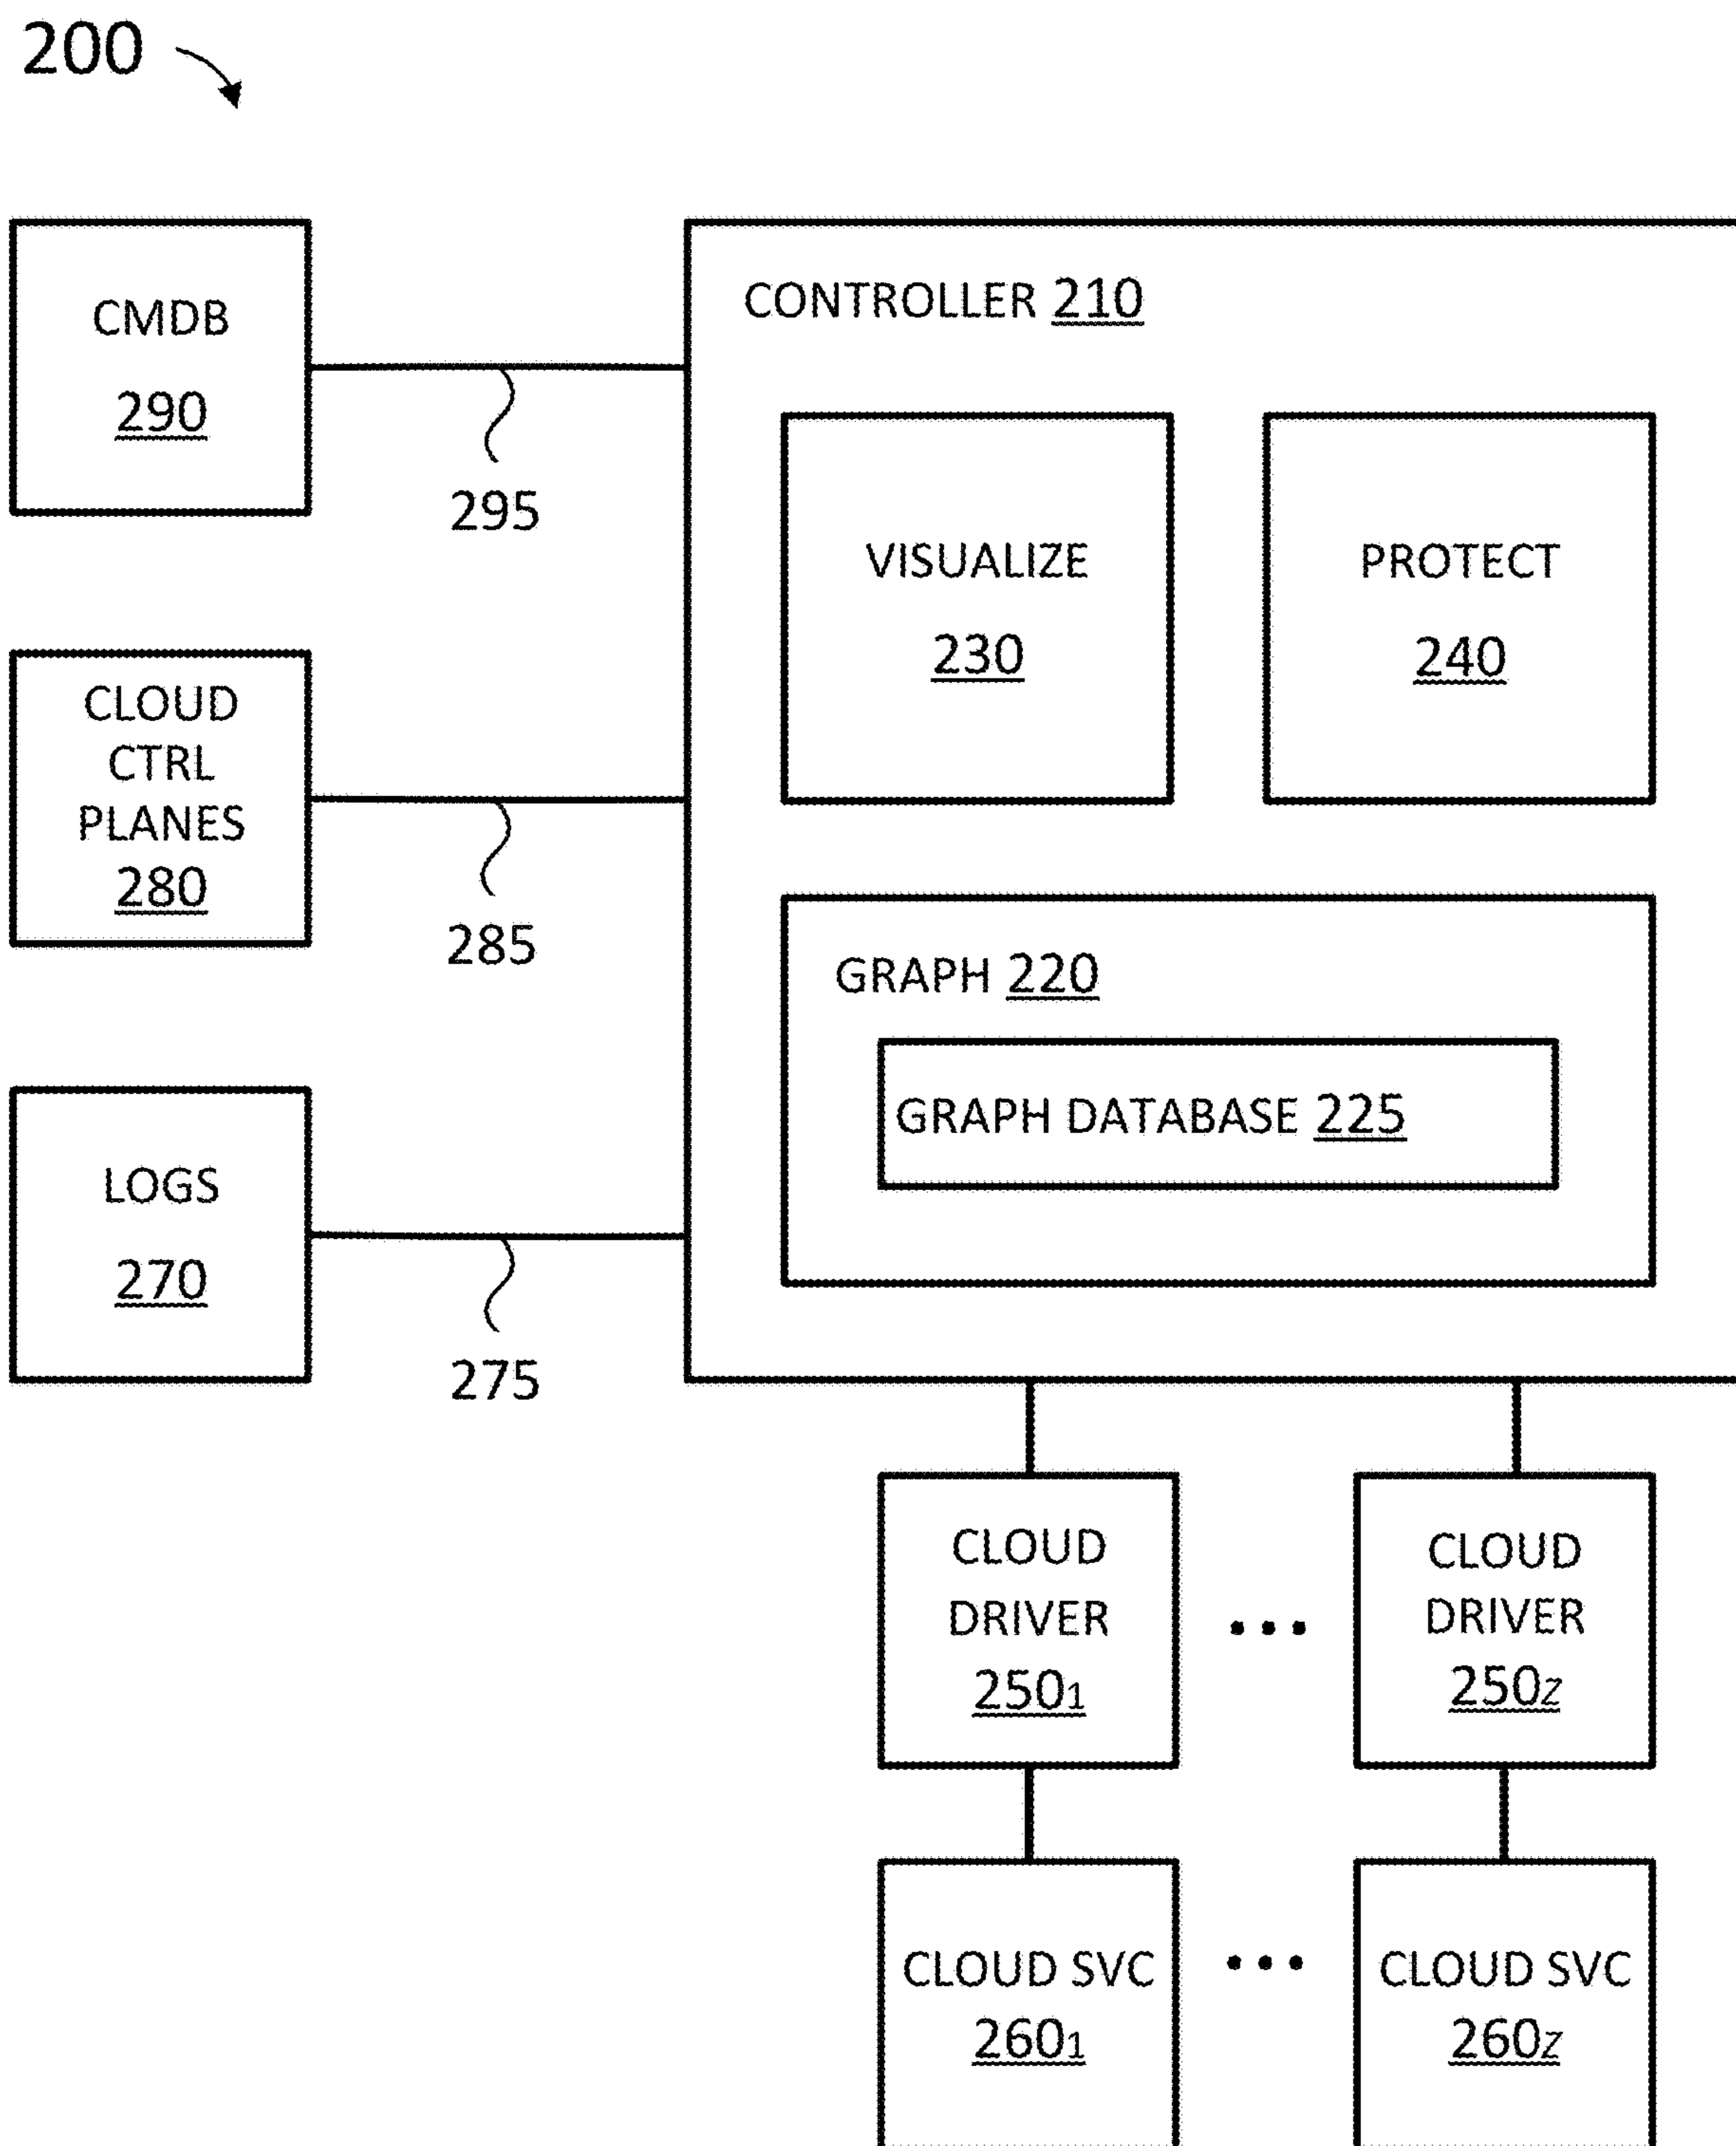 200
CMDB
290
295
CLOUD
CTRL
PLANES
280
285
LOGS
270
275
CONTROLLER 210
VISUALIZE
230
PROTECT
240
GRAPH 220
GRAPH DATABASE 225
CLOUD
DRIVER
250₁
...
CLOUD
DRIVER
250z
CLOUD SVC
260₁
...
CLOUD SVC
260z